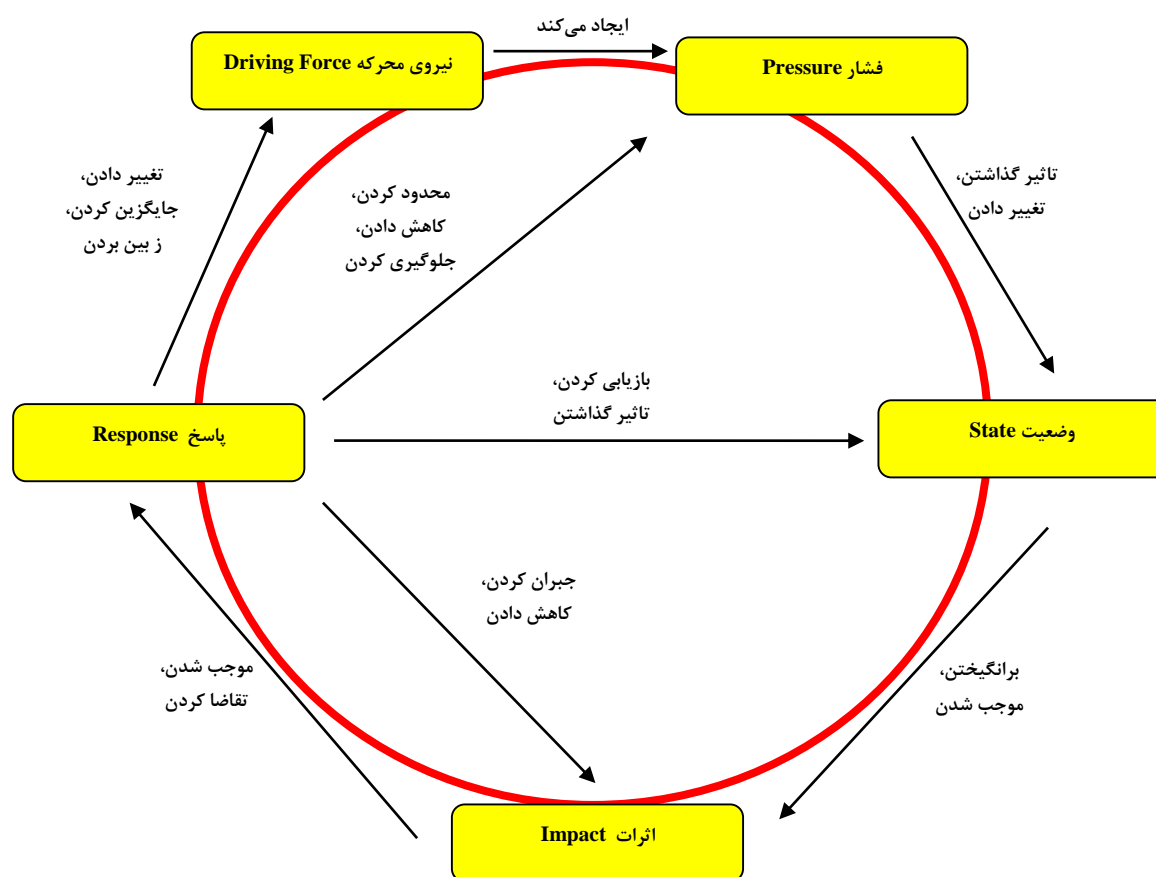 ایجاد می‌کند
نیروی محرکه Driving Force
فشار Pressure
تغییر دادن،
جایگزین کردن،
ز بین بردن
محدود کردن،
کاهش دادن،
جلوگیری کردن
تاثیر گذاشتن،
تغییر دادن
بازیابی کردن،
تاثیر گذاشتن
پاسخ Response
وضعیت State
جبران کردن،
کاهش دادن
موجب شدن،
تقاضا کردن
برانگیختن،
موجب شدن
اثرات Impact